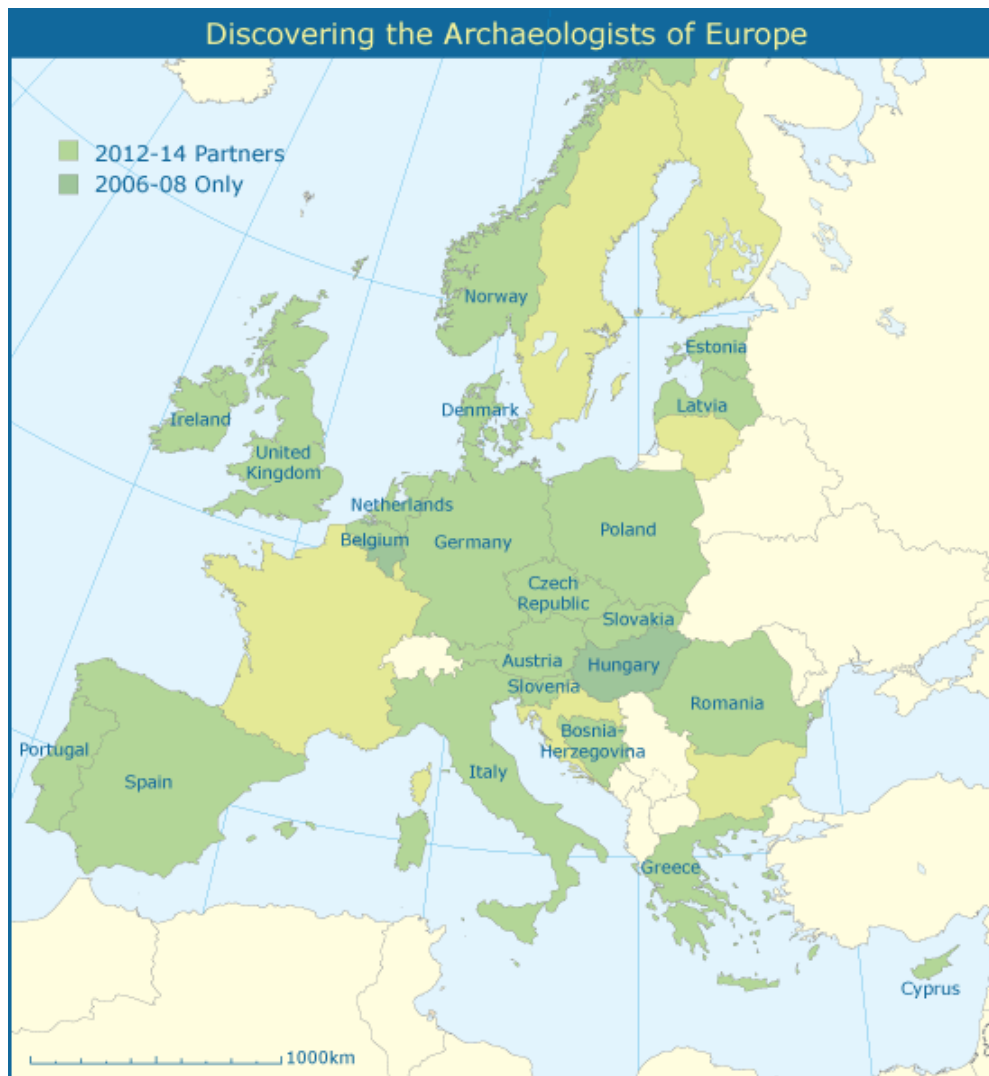 Discovering the Archaeologists of Europe
2012-14 Partners
2006-08 Only
Norway
Estonia
Latvia
Denmark
Ireland
United
Kingdom
Netherlands
Belgium
Germany
Poland
Czech
Republic
Slovakia
Austria
Hungary
Slovenia
Romania
Bosnia-
Herzegovina
Portugal
Spain
Italy
Greece
Cyprus
1000km